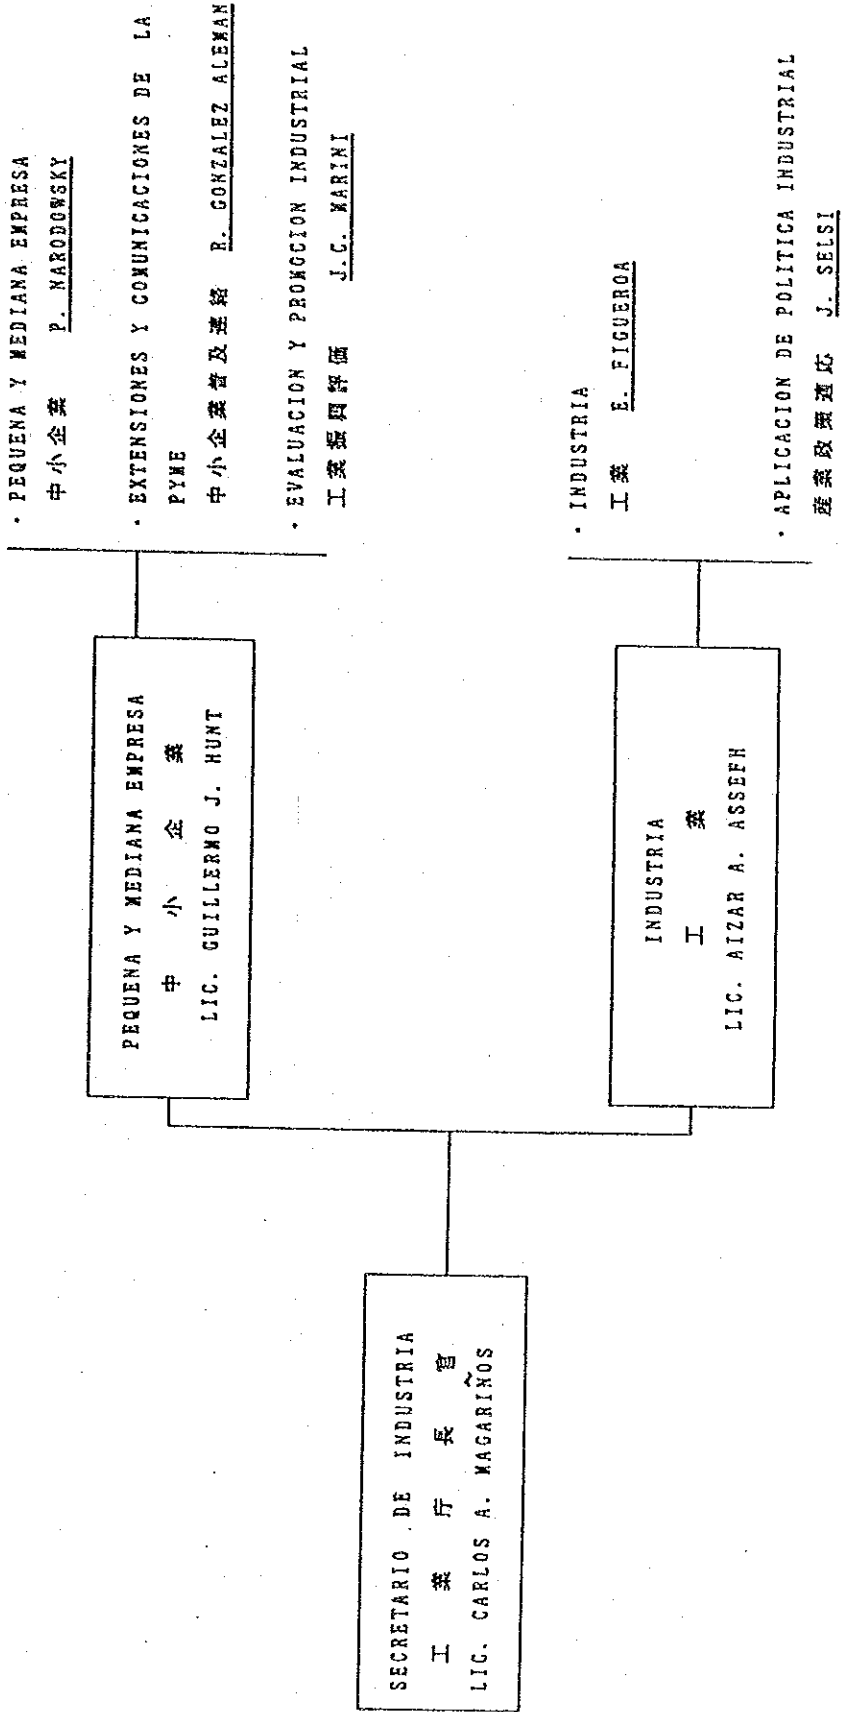 SECRETARIO DE INDUSTRIA
工業庁長官
LIC. CARLOS A. MAGARIÑOS
PEQUENA Y MEDIANA EMPRESA
中小企業
LIC. GUILLERMO J. HUNT
・PEQUENA Y MEDIANA EMPRESA
中小企業 P. NARODOWSKY
・EXTENSIONES Y COMUNICACIONES DE LA
PYME
中小企業普及連絡 R. GONZALEZ ALEMAN
・EVALUACION Y PROMOCION INDUSTRIAL
工業振興評価 J.C. MARINI
INDUSTRIA
工業
LIC. AIZAR A. ASSEFH
・INDUSTRIA
工業 E. FIGUEROA
・APLICACION DE POLITICA INDUSTRIAL
産業政策適応 J. SELSI